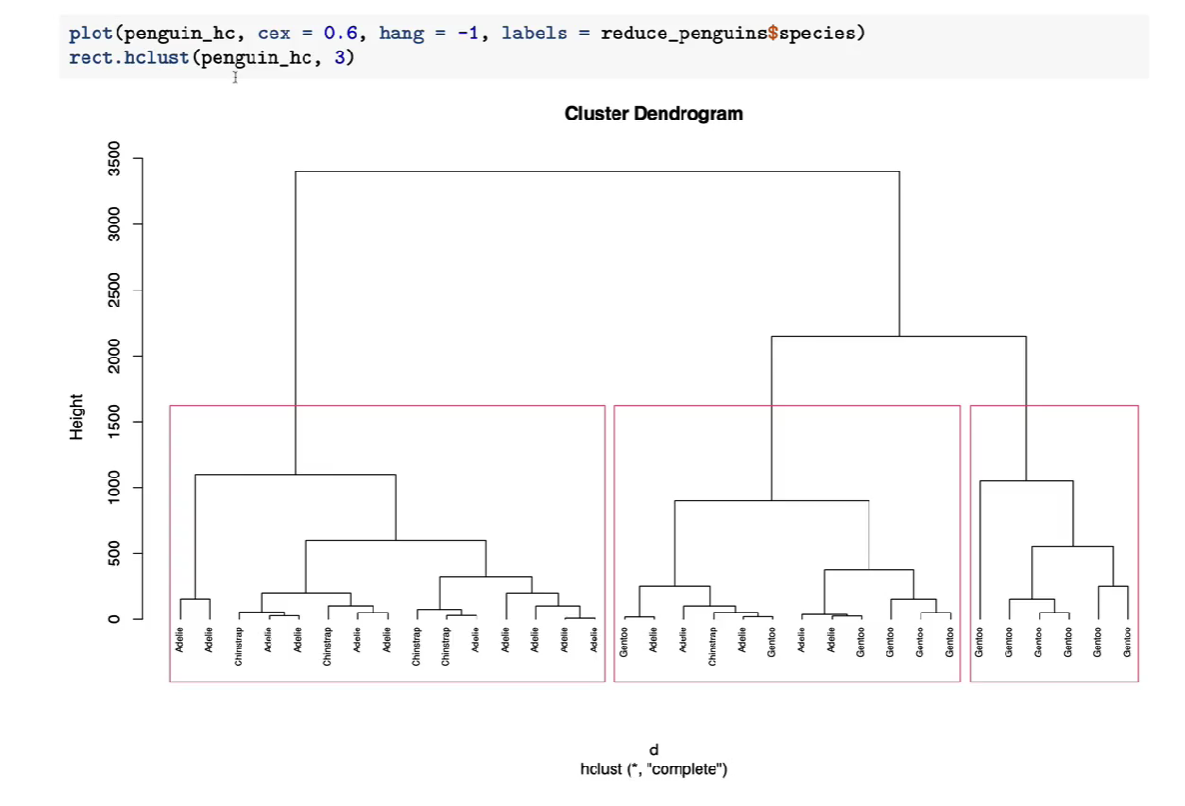 plot(penguin_hc, cex = 0.6, hang = -1, labels = reduce_penguins$species)
rect.hclust(penguin_hc, 3)
Cluster Dendrogram
Height
3500
3000
2500
2000
1500
1000
500
0
Adelie
Adelie
Chinstrap
Adelie
Adelie
Chinstrap
Adelie
Adelie
Chinstrap
Chinstrap
Adelie
Adelie
Adelie
Adelie
Adelie
Gentoo
Adelie
Adelie
Chinstrap
Adelie
Gentoo
Adelie
Adelie
Gentoo
Gentoo
Gentoo
Gentoo
Gentoo
Gentoo
Gentoo
Gentoo
Gentoo
Gentoo
d
hclust (*, "complete")